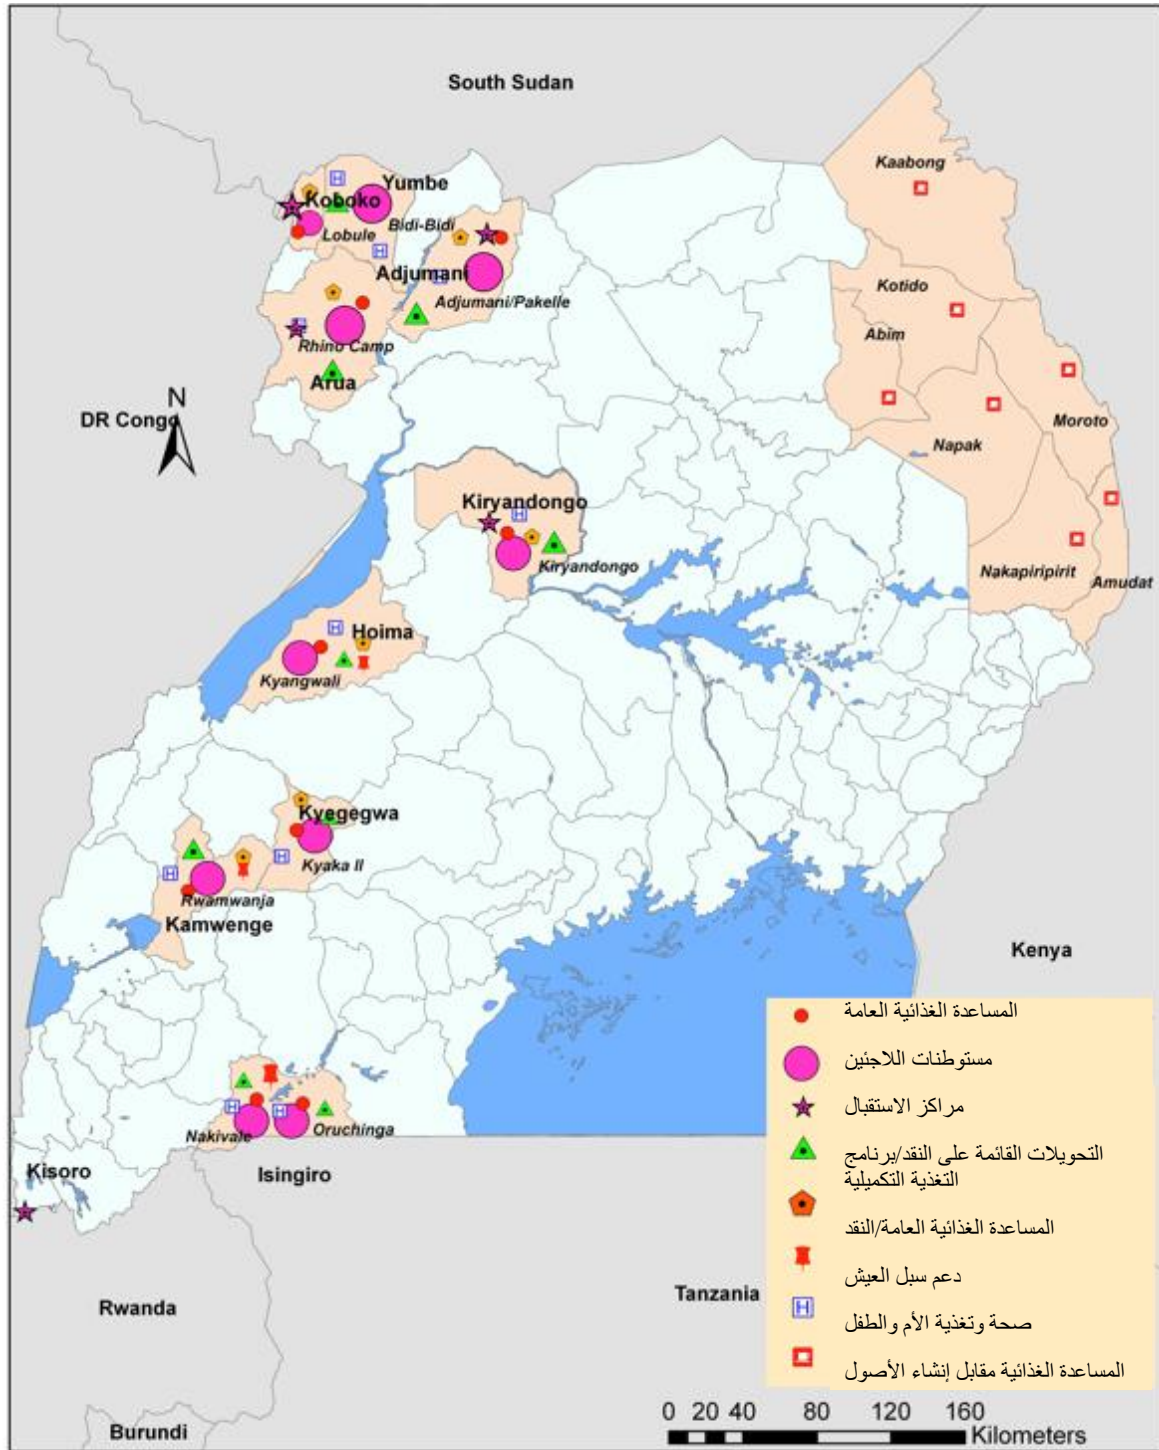 South Sudan
Kaabong
Yumbe
Koboko
Bidi-Bidi
Lobule
Adjumani
Kotido
Adjumani/Pakelle
Abim
Rhino Camp
Arua
N
DR Congo
Moroto
Napak
Kiryandongo
Kiryandongo
Nakapiripirit
Amudat
Hoima
Kyangwali
Kyegegwa
Kyaka II
Rwamwanja
Kamwenge
Kenya
المساعدة الغذائية العامة
مستوطنات اللاجئين
مراكز الاستقبال
التحويلات القائمة على النقد/برنامج
التغذية التكميلية
المساعدة الغذائية العامة/النقد
دعم سبل العيش
H صحة وتغذية الأم والطفل
المساعدة الغذائية مقابل إنشاء الأصول
Nakivale
Oruchinga
Kisoro
Isingiro
Rwanda
Tanzania
Burundi
0 20 40 80 120 160
Kilometers